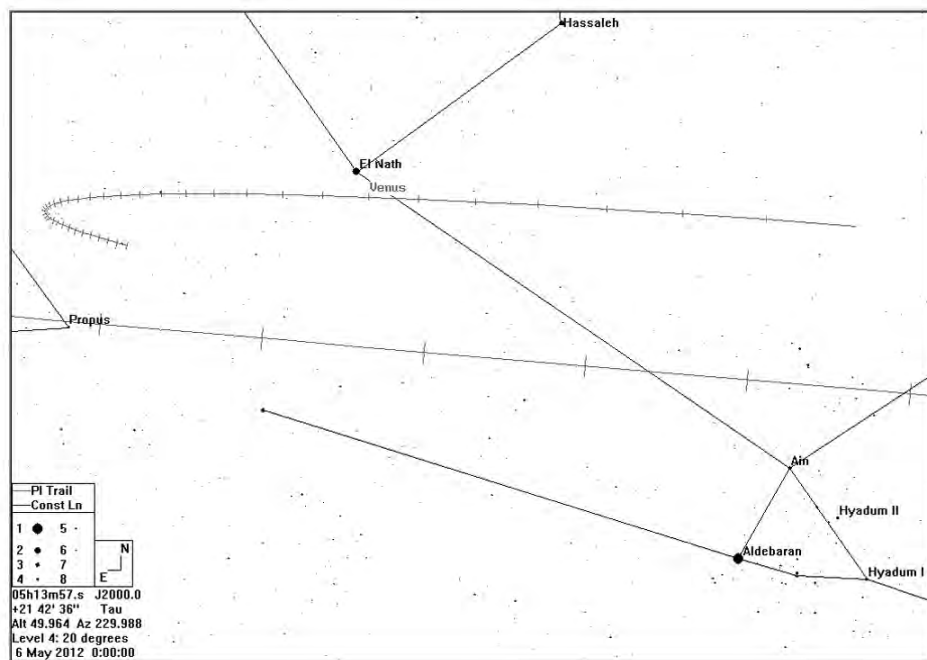 Hassaleh
El Nath
Venus
Propus
Ain
Hyadum II
Aldebaran
Hyadum I
Pl Trail
Const Ln
1 5
2 6
3 7
4 8
N
E
05h13m57.s J2000.0
+21 42' 36" Tau
Alt 49.964 Az 229.988
Level 4: 20 degrees
6 May 2012 0:00:00